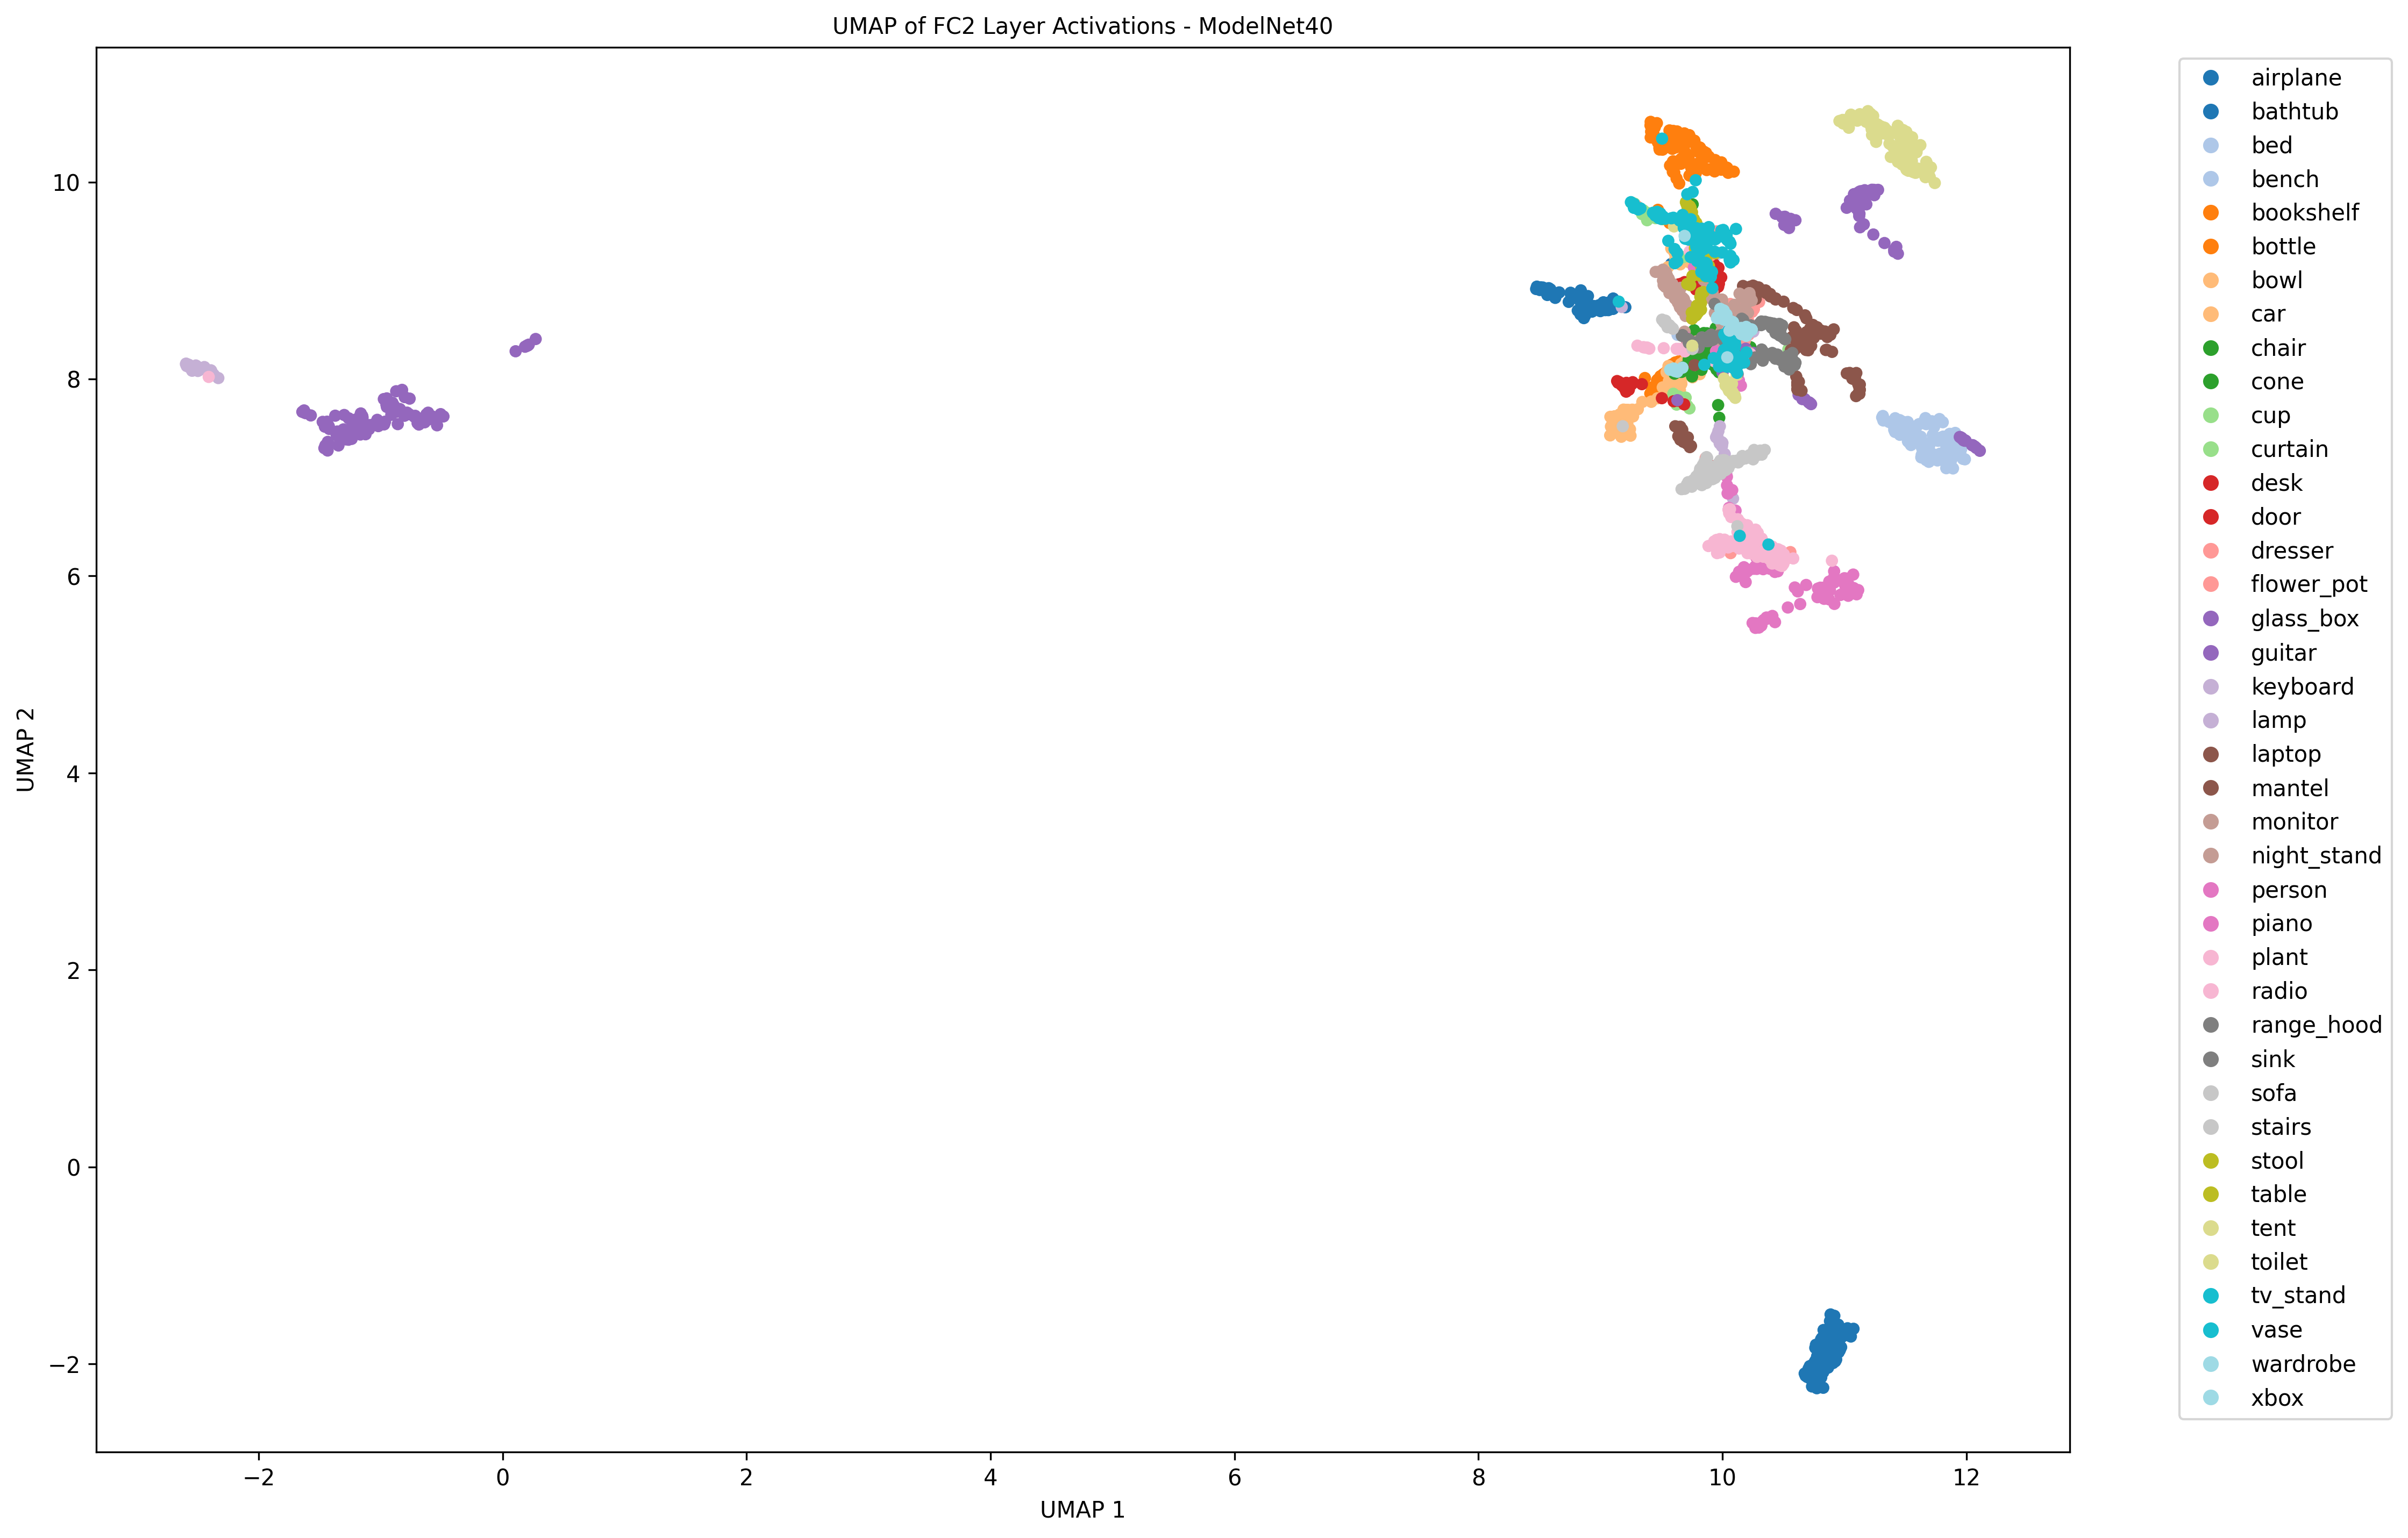 UMAP of FC2 Layer Activations - ModelNet40
UMAP 2
10
8
6
4
2
0
−2
−2
0
2
4
6
8
10
12
UMAP 1
airplane
bathtub
bed
bench
bookshelf
bottle
bowl
car
chair
cone
cup
curtain
desk
door
dresser
flower_pot
glass_box
guitar
keyboard
lamp
laptop
mantel
monitor
night_stand
person
piano
plant
radio
range_hood
sink
sofa
stairs
stool
table
tent
toilet
tv_stand
vase
wardrobe
xbox